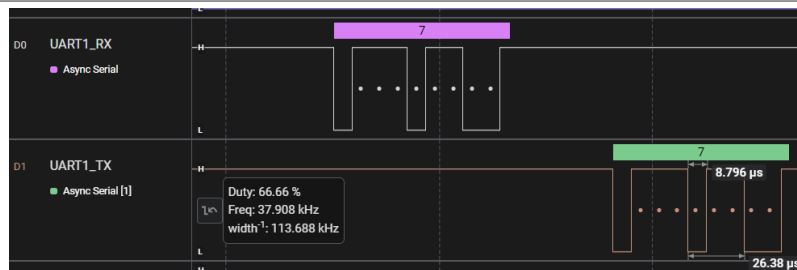 L
D0 UART1_RX
H
7
Async Serial
L
D1 UART1_TX
H
7
Async Serial [1]
8.796 µs
Duty: 66.66 %
Freq: 37.908 kHz
width-1: 113.688 kHz
L
26.38 µs
H